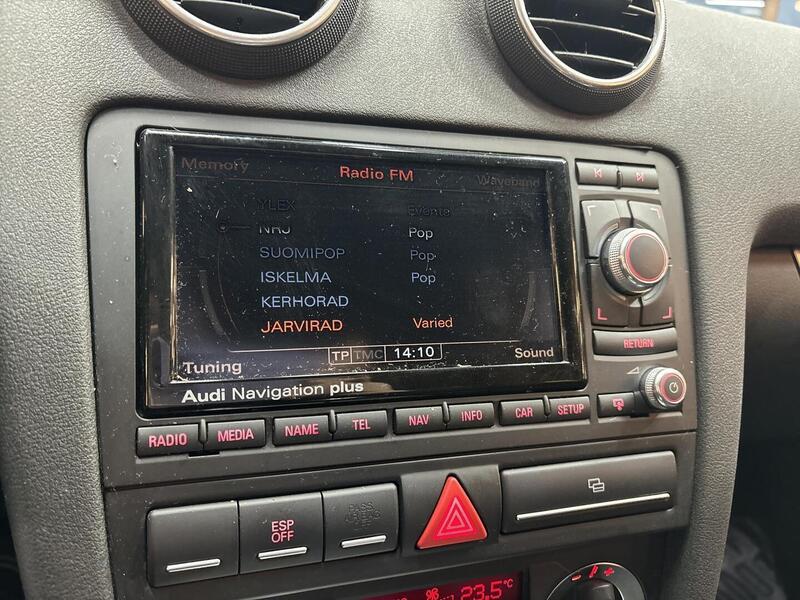 Memory Radio FM Waveband
YLEX Events
NRJ Pop
SUOMIPOP Pop
ISKELMA Pop
KERHORAD
JARVIRAD Varied
TP TMC 14:10
Tuning Sound
Audi Navigation plus
RETURN
RADIO MEDIA NAME TEL NAV INFO CAR SETUP
ESP
OFF
23.5°C